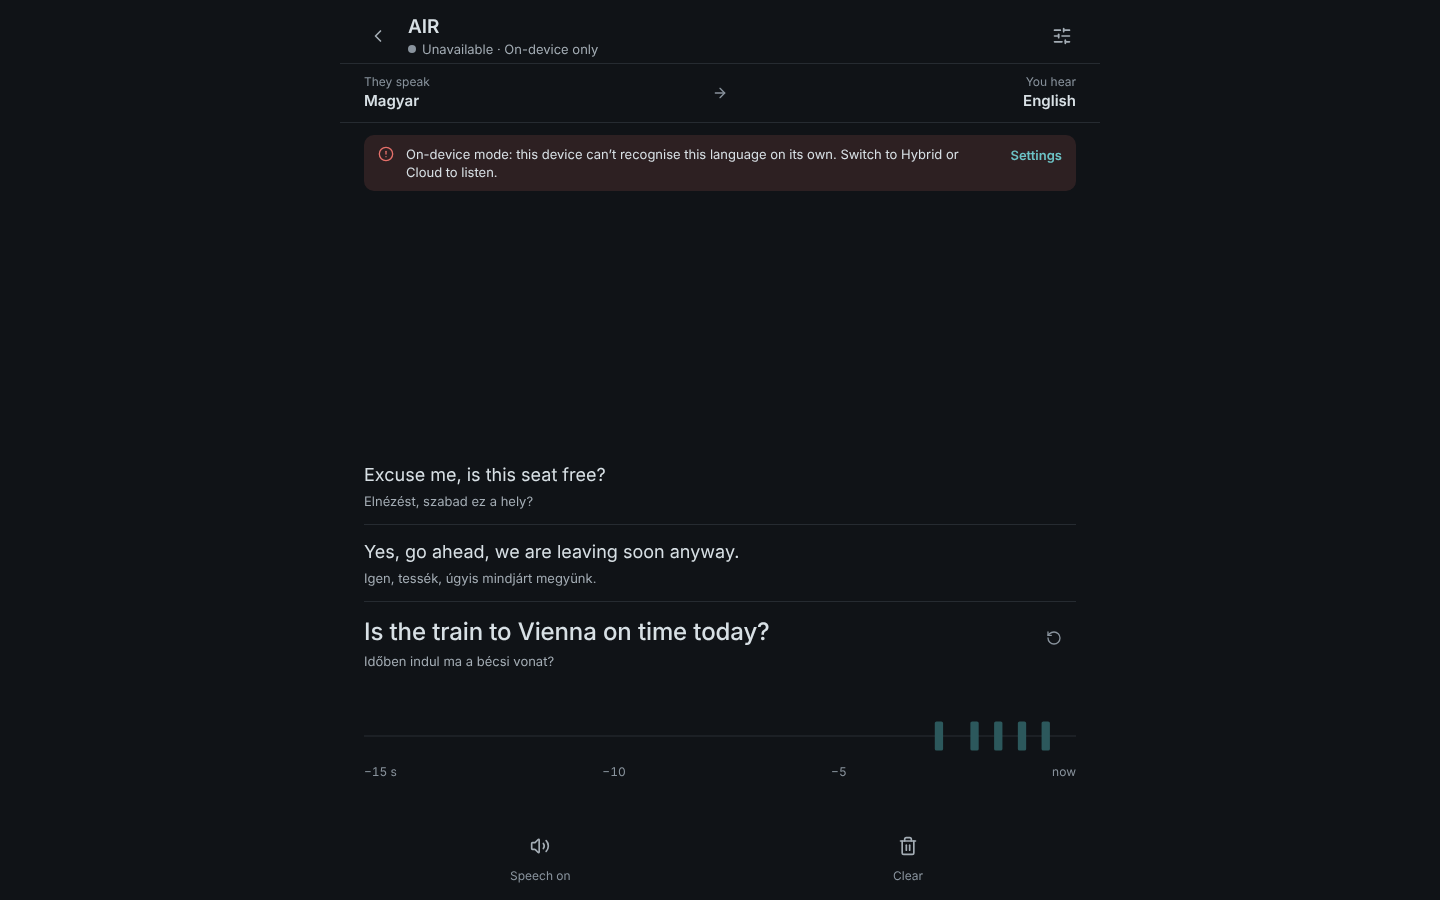 AIR
Unavailable · On-device only
They speak
Magyar
You hear
English
On-device mode: this device can’t recognise this language on its own. Switch to Hybrid or
Cloud to listen.
Settings
Excuse me, is this seat free?
Elnézést, szabad ez a hely?
Yes, go ahead, we are leaving soon anyway.
Igen, tessék, úgyis mindjárt megyünk.
Is the train to Vienna on time today?
Időben indul ma a bécsi vonat?
−15 s
−10
−5
now
Speech on
Clear